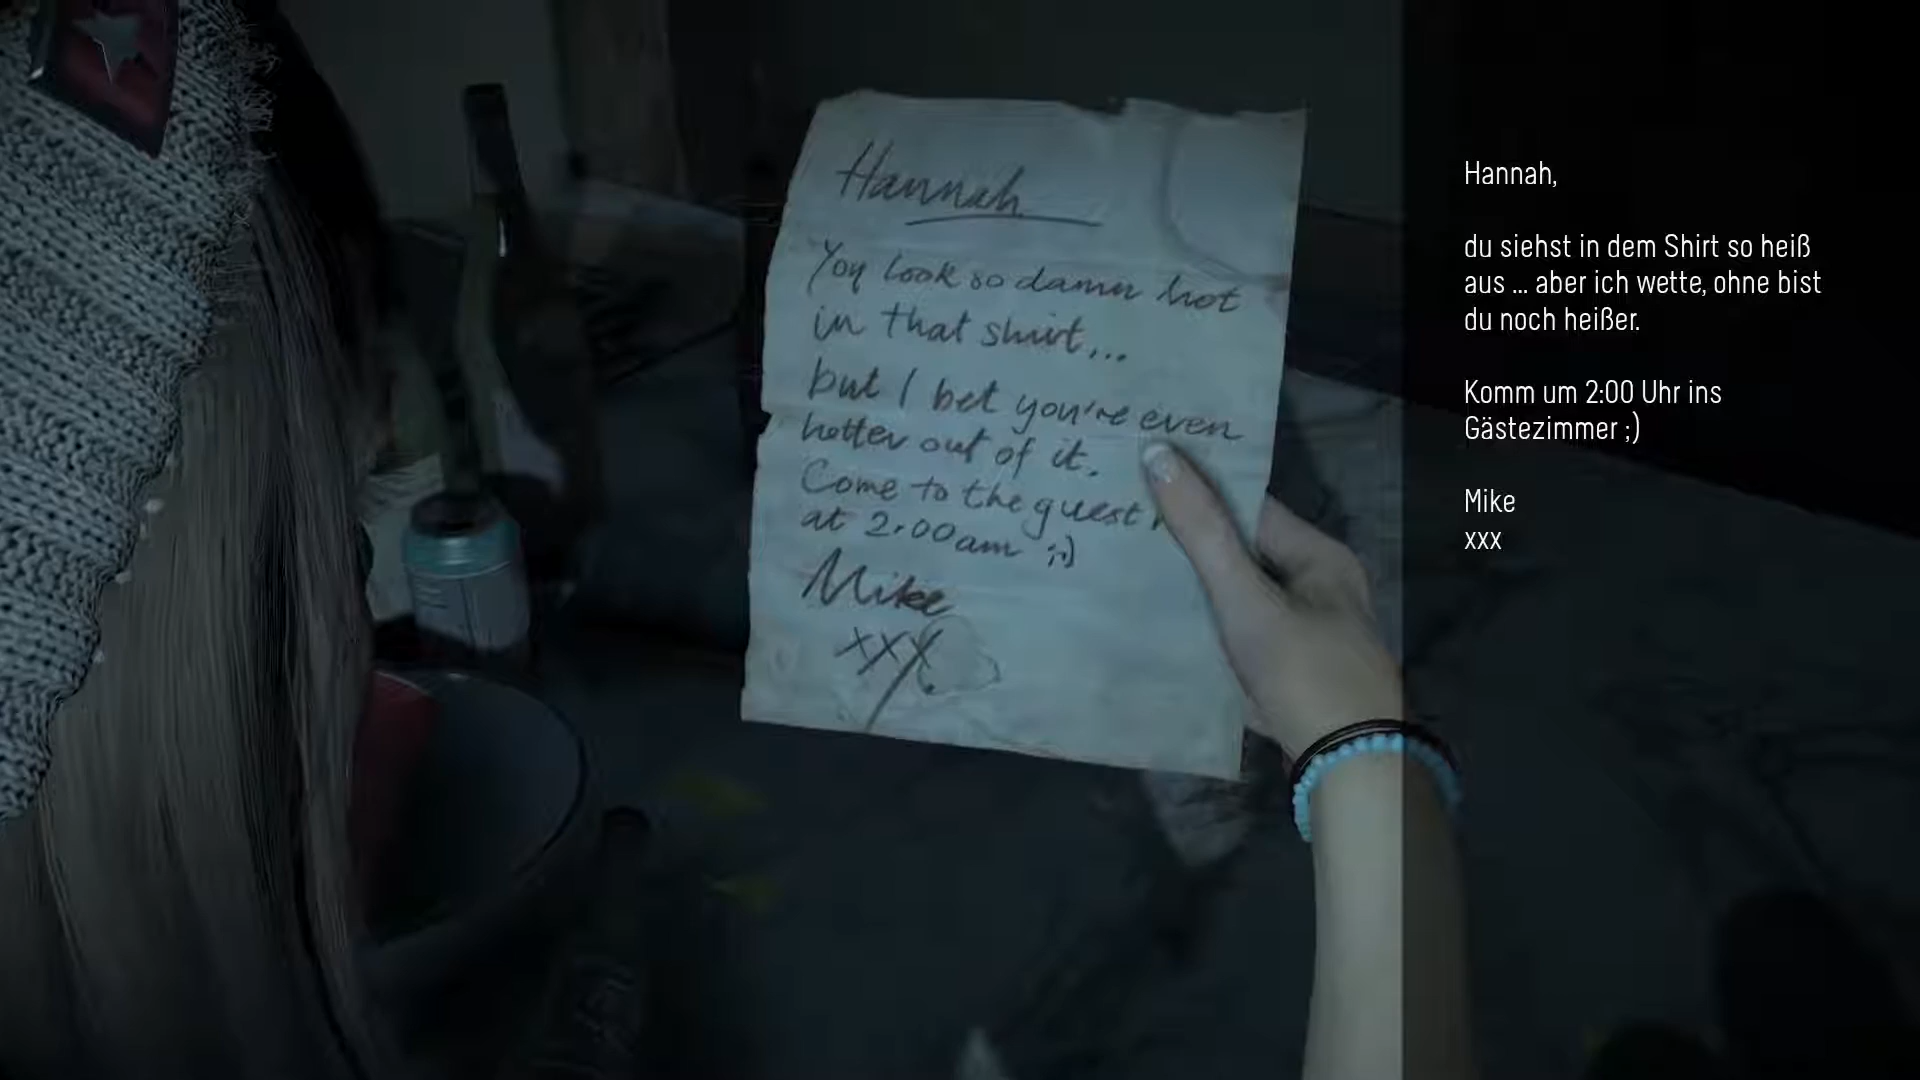 Hannah
You look so damn hot
in that shirt...
but I bet you're even
hotter out of it.
Come to the guest
at 2.00am ;)
Mike
xxx
Hannah,
du siehst in dem Shirt so heiß
aus ... aber ich wette, ohne bist
du noch heißer.
Komm um 2:00 Uhr ins
Gästezimmer ;)
Mike
xxx